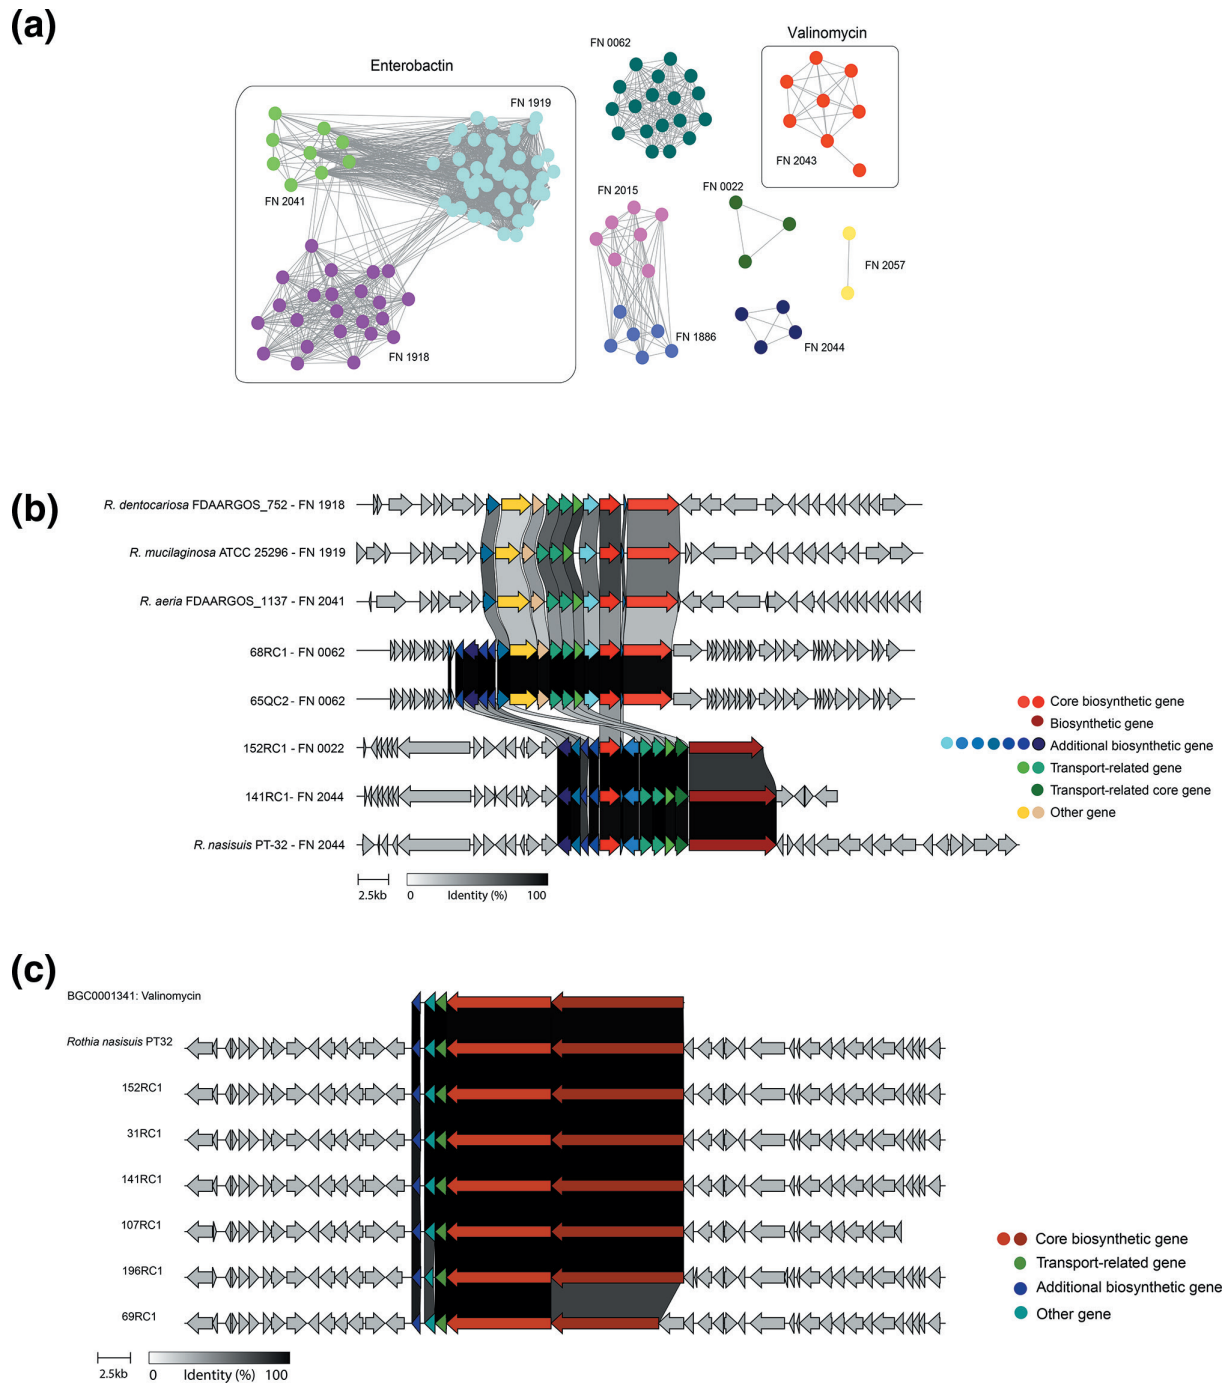 (a)
Enterobactin
FN 1919
FN 2041
FN 1918
FN 0062
Valinomycin
FN 2043
FN 2015
FN 0022
FN 2057
FN 1886
FN 2044
(b)
R. dentocariosa FDAARGOS_752 - FN 1918
R. mucilaginosa ATCC 25296 - FN 1919
R. aeria FDAARGOS_1137 - FN 2041
68RC1 - FN 0062
65QC2 - FN 0062
152RC1 - FN 0022
141RC1- FN 2044
R. nasisuis PT-32 - FN 2044
2.5kb
0 Identity (%) 100
Core biosynthetic gene
Biosynthetic gene
Additional biosynthetic gene
Transport-related gene
Transport-related core gene
Other gene
(c)
BGC0001341: Valinomycin
Rothia nasisuis PT32
152RC1
31RC1
141RC1
107RC1
196RC1
69RC1
2.5kb
0 Identity (%) 100
Core biosynthetic gene
Transport-related gene
Additional biosynthetic gene
Other gene